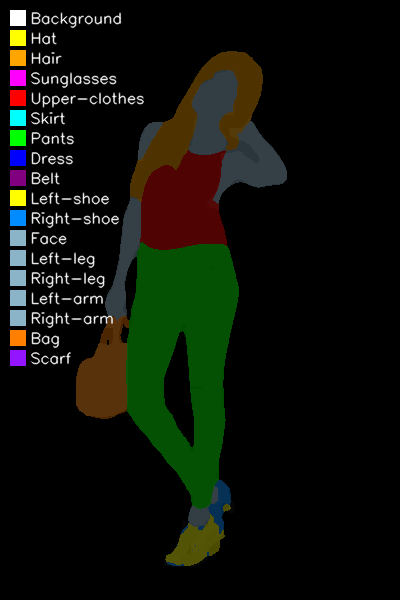 Background
Hat
Hair
Sunglasses
Upper-clothes
Skirt
Pants
Dress
Belt
Left-shoe
Right-shoe
Face
Left-leg
Right-leg
Left-arm
Right-arm
Bag
Scarf